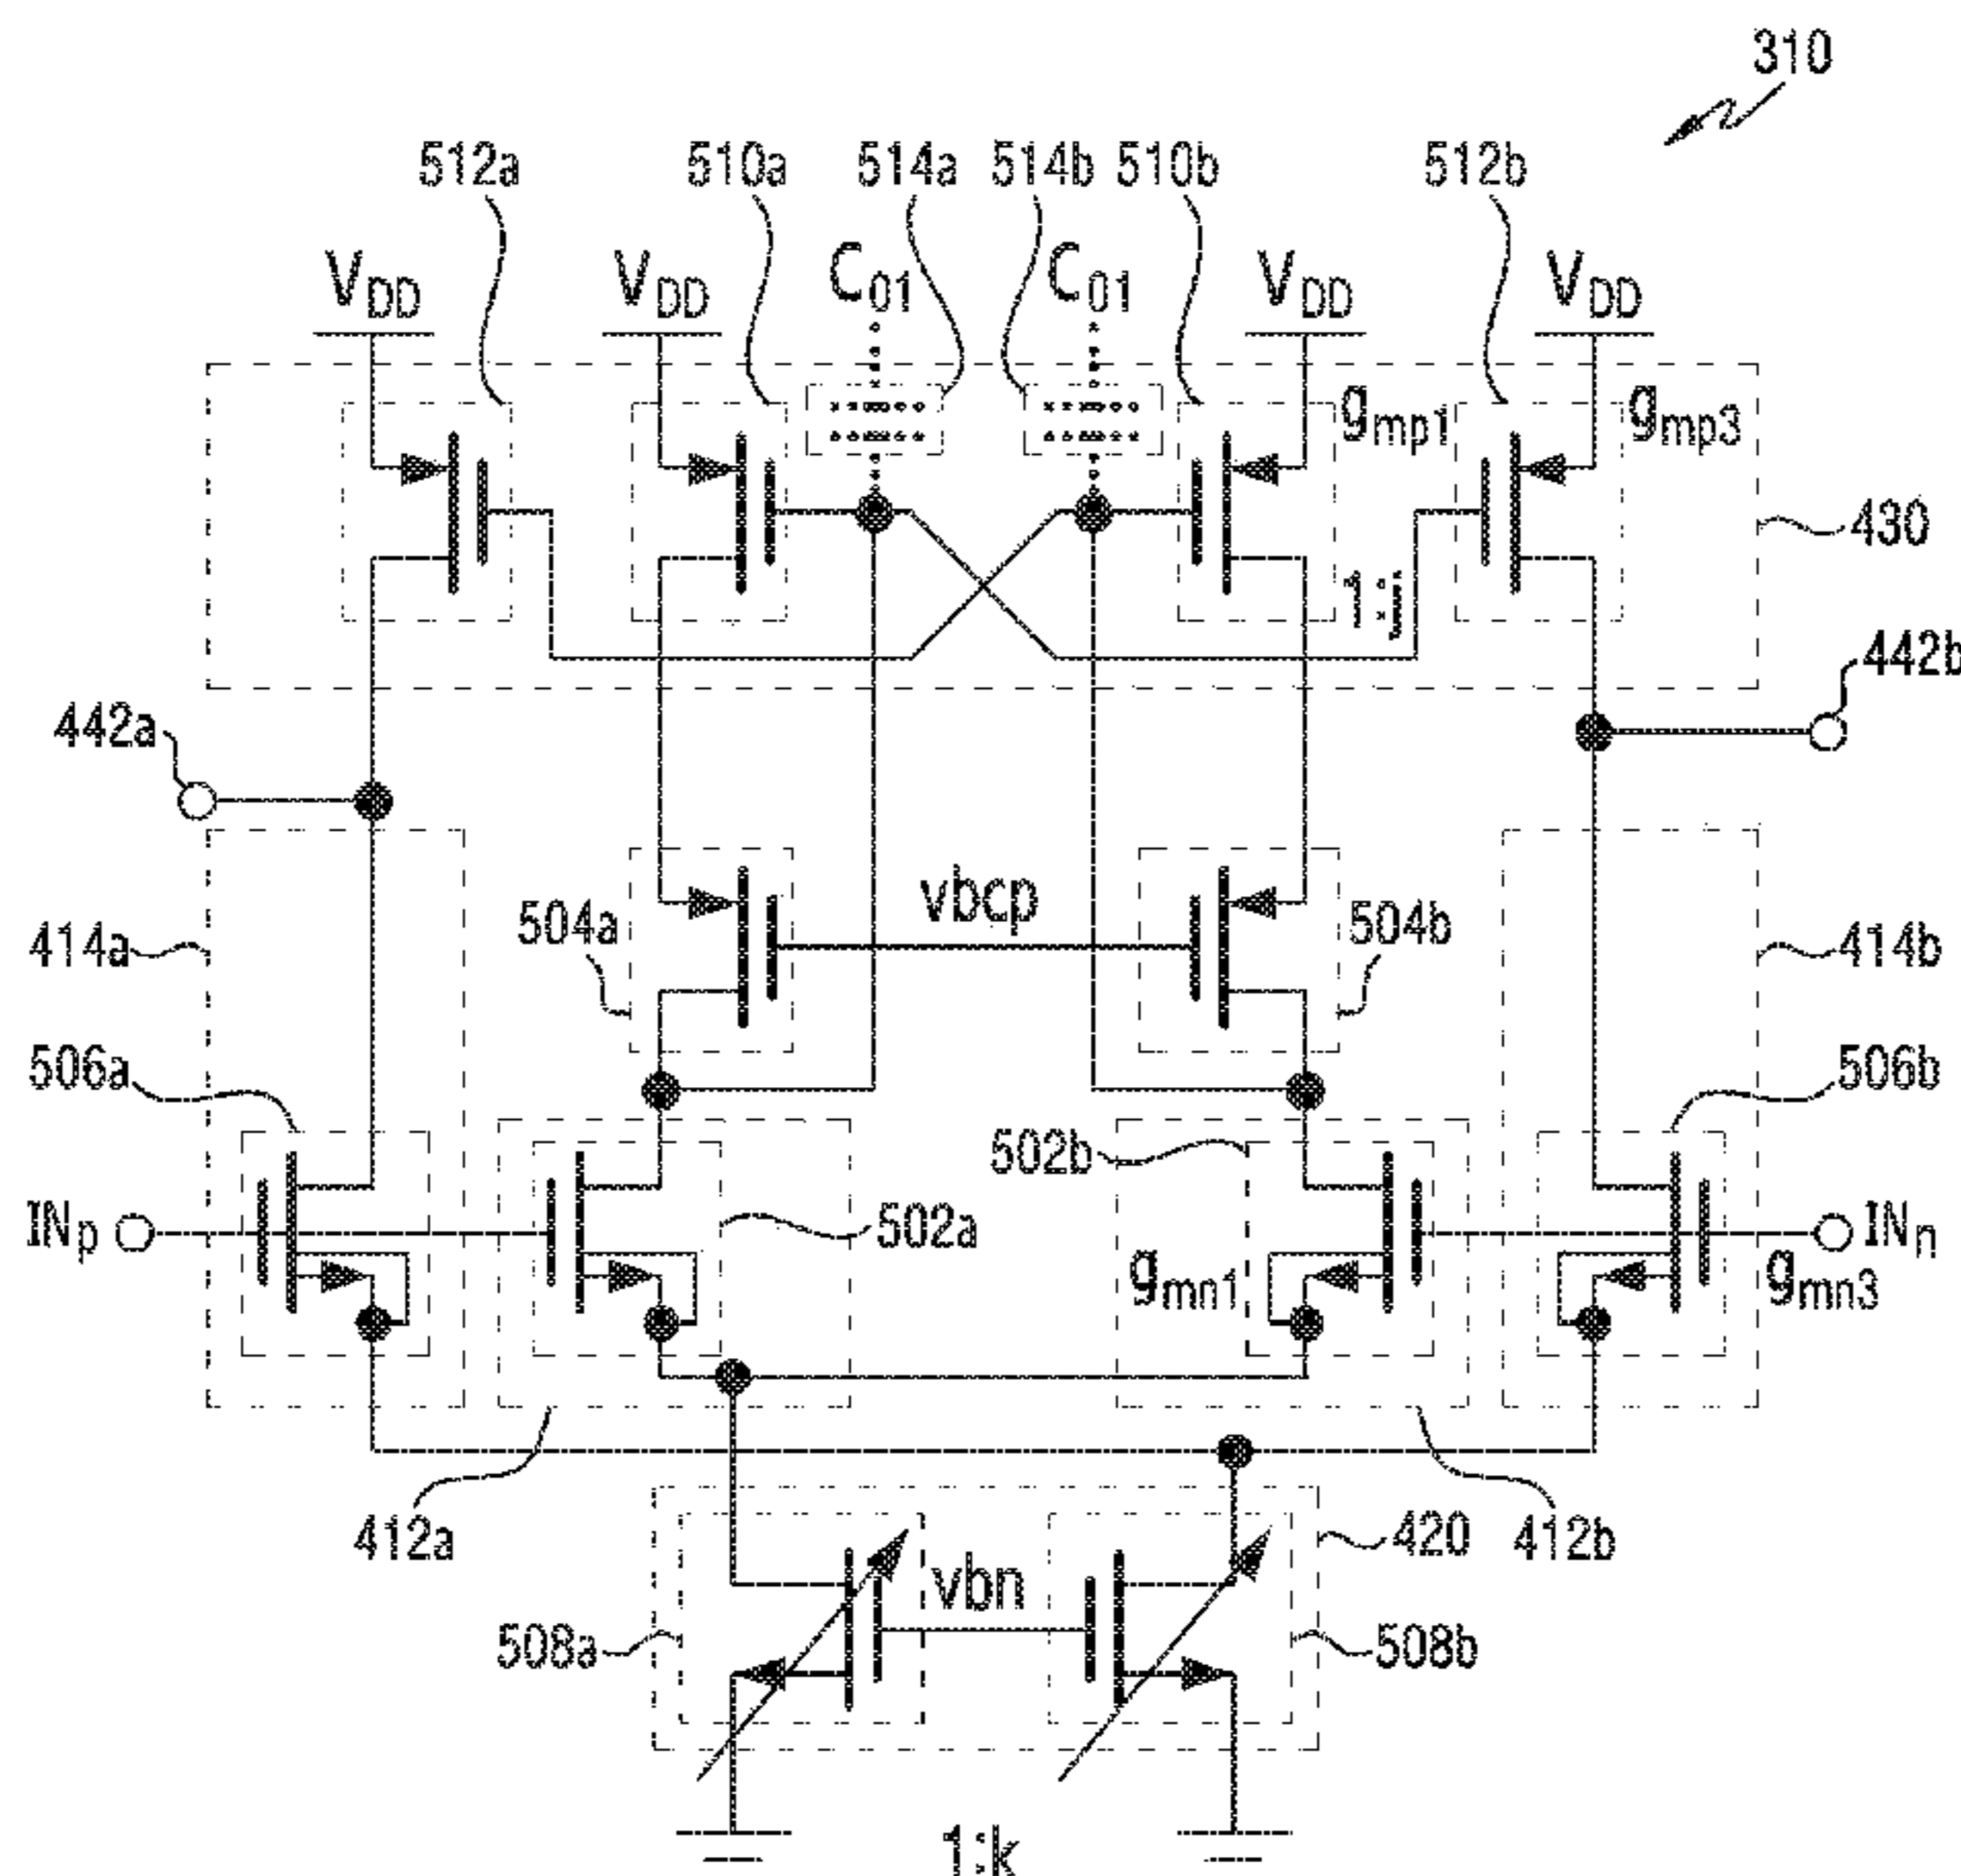 310
512a 510a 514a 514b 510b 512b
VDD VDD C01 C01 VDD VDD
gmp1 gmp3
430
1:j
442b
442a
504a vbcp 504b
414a 414b
506a 506b
502b
INp 502a INn
gmn1 gmn3
412a 420 412b
vbn
508a 508b
1:k